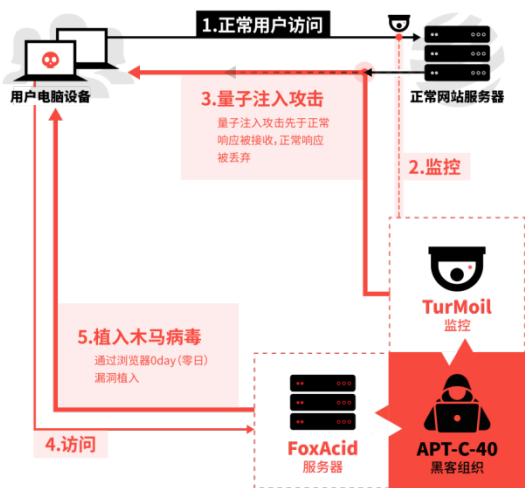 1.正常用户访问
用户电脑设备
正常网站服务器
3.量子注入攻击
量子注入攻击先于正常
响应被接收,正常响应
被丢弃
2.监控
TurMoil
监控
5.植入木马病毒
通过浏览器0day(零日)
漏洞植入
4.访问
FoxAcid
服务器
APT-C-40
黑客组织